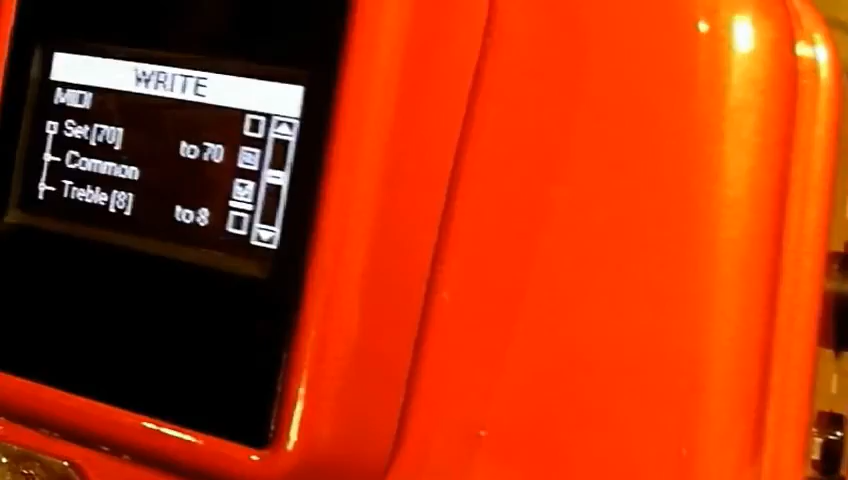 WRITE
MIDI
Set [70] to 70
Common
Treble [8] to 8